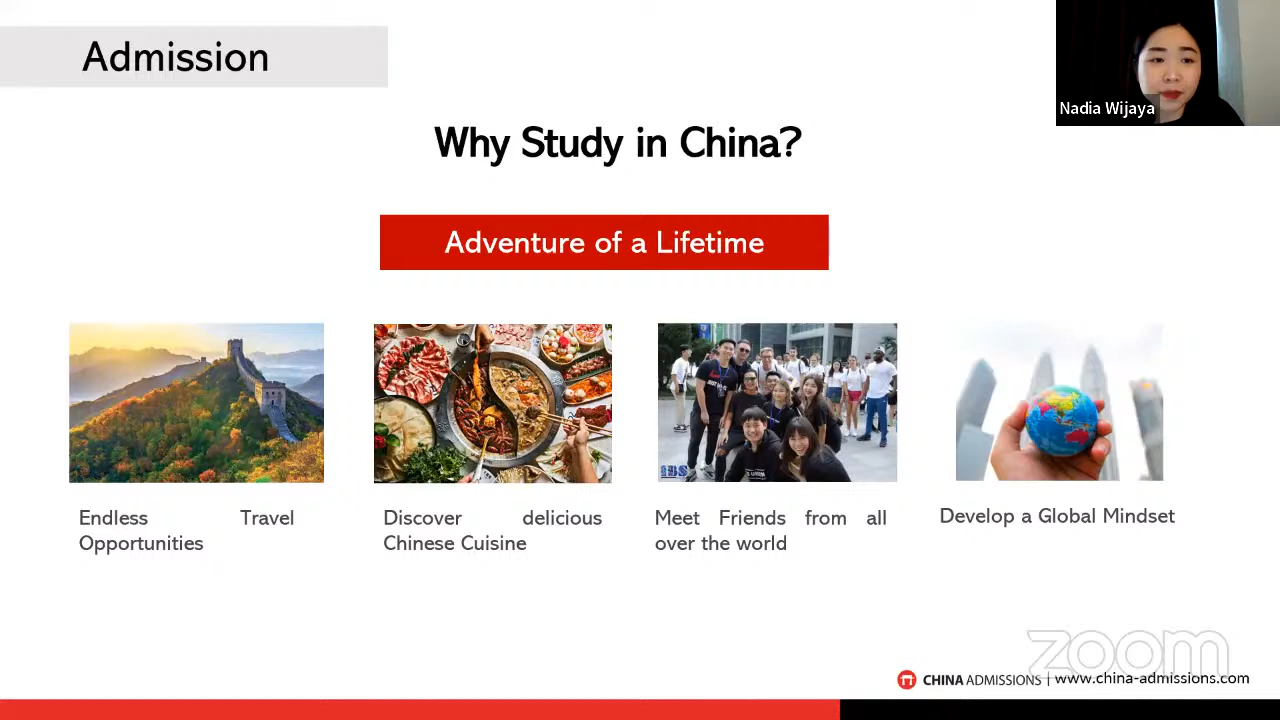 Admission
Nadia Wijaya
Why Study in China?
Adventure of a Lifetime
Endless Travel
Opportunities
Discover delicious
Chinese Cuisine
Meet Friends from all
over the world
Develop a Global Mindset
IBS
zoom
CHINA ADMISSIONS | www.china-admissions.com